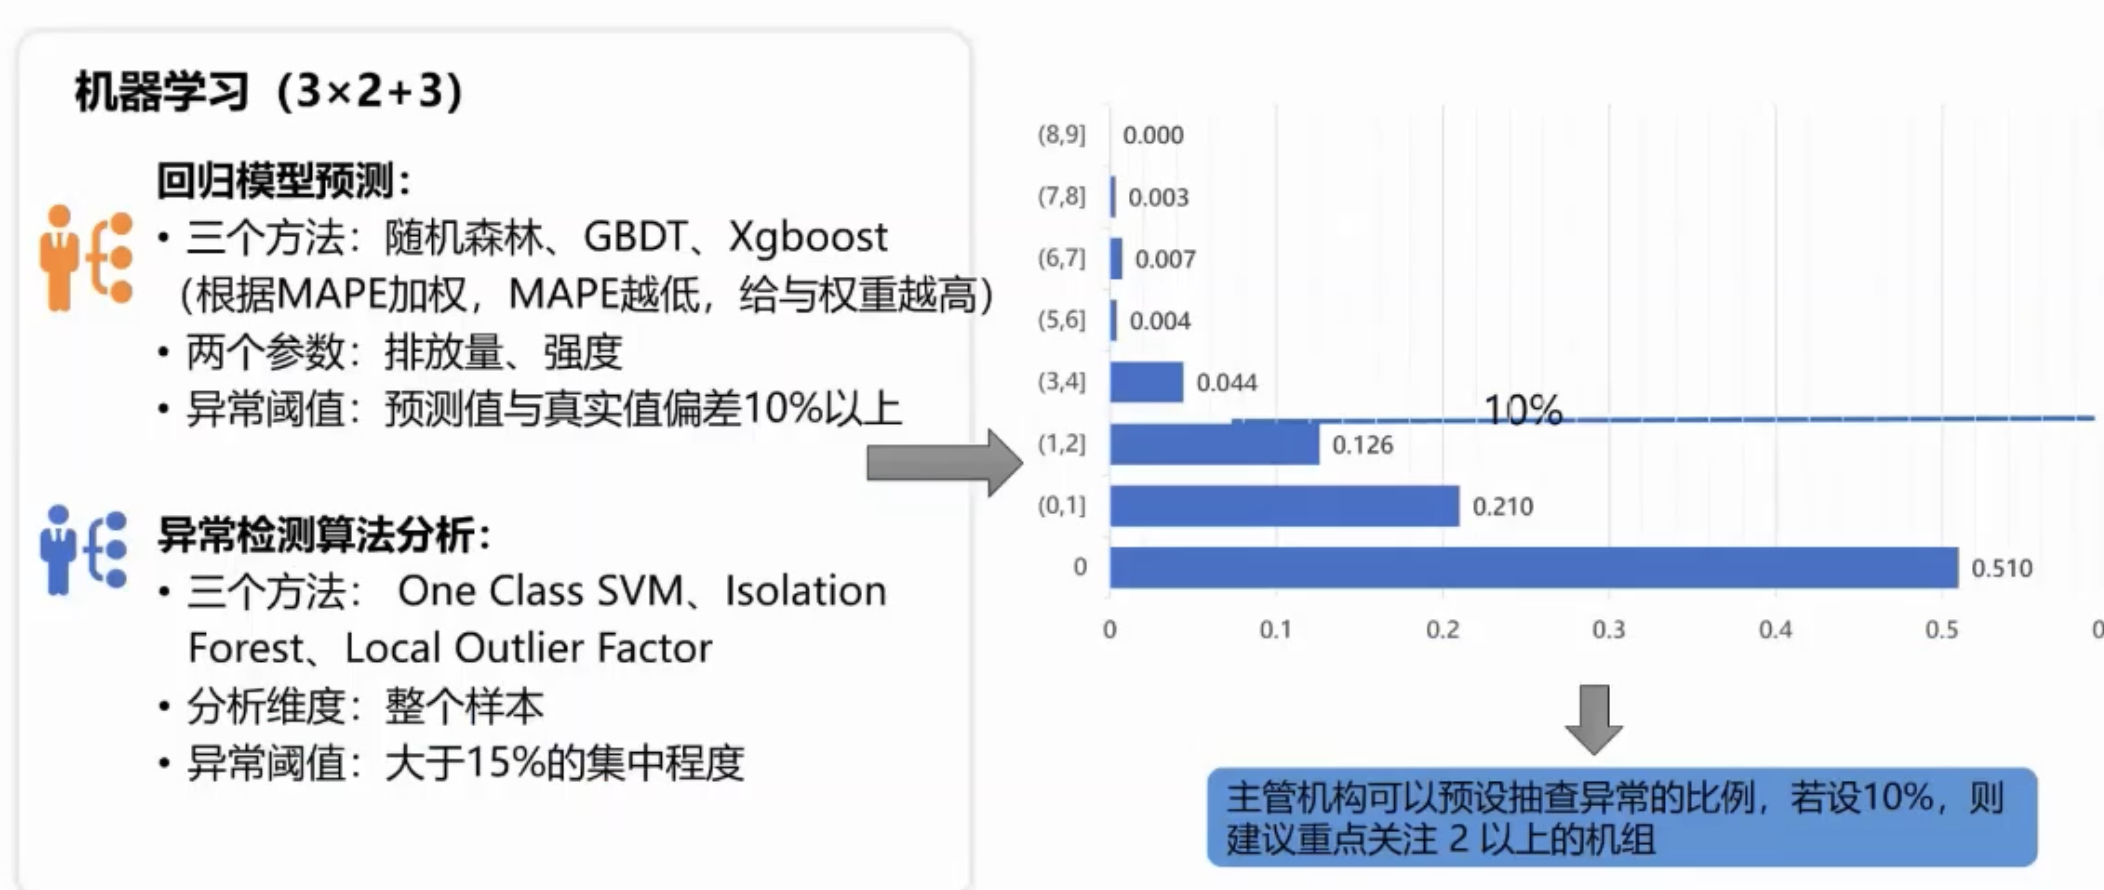 机器学习（3×2+3）
回归模型预测：
• 三个方法：随机森林、GBDT、Xgboost
（根据MAPE加权，MAPE越低，给与权重越高）
• 两个参数：排放量、强度
• 异常阈值：预测值与真实值偏差10%以上
异常检测算法分析：
• 三个方法： One Class SVM、Isolation
Forest、Local Outlier Factor
• 分析维度：整个样本
• 异常阈值：大于15%的集中程度
(8,9] 0.000
(7,8] 0.003
(6,7] 0.007
(5,6] 0.004
(3,4] 0.044
10%
(1,2] 0.126
(0,1] 0.210
0 0.510
0 0.1 0.2 0.3 0.4 0.5
主管机构可以预设抽查异常的比例，若设10%，则
建议重点关注 2 以上的机组